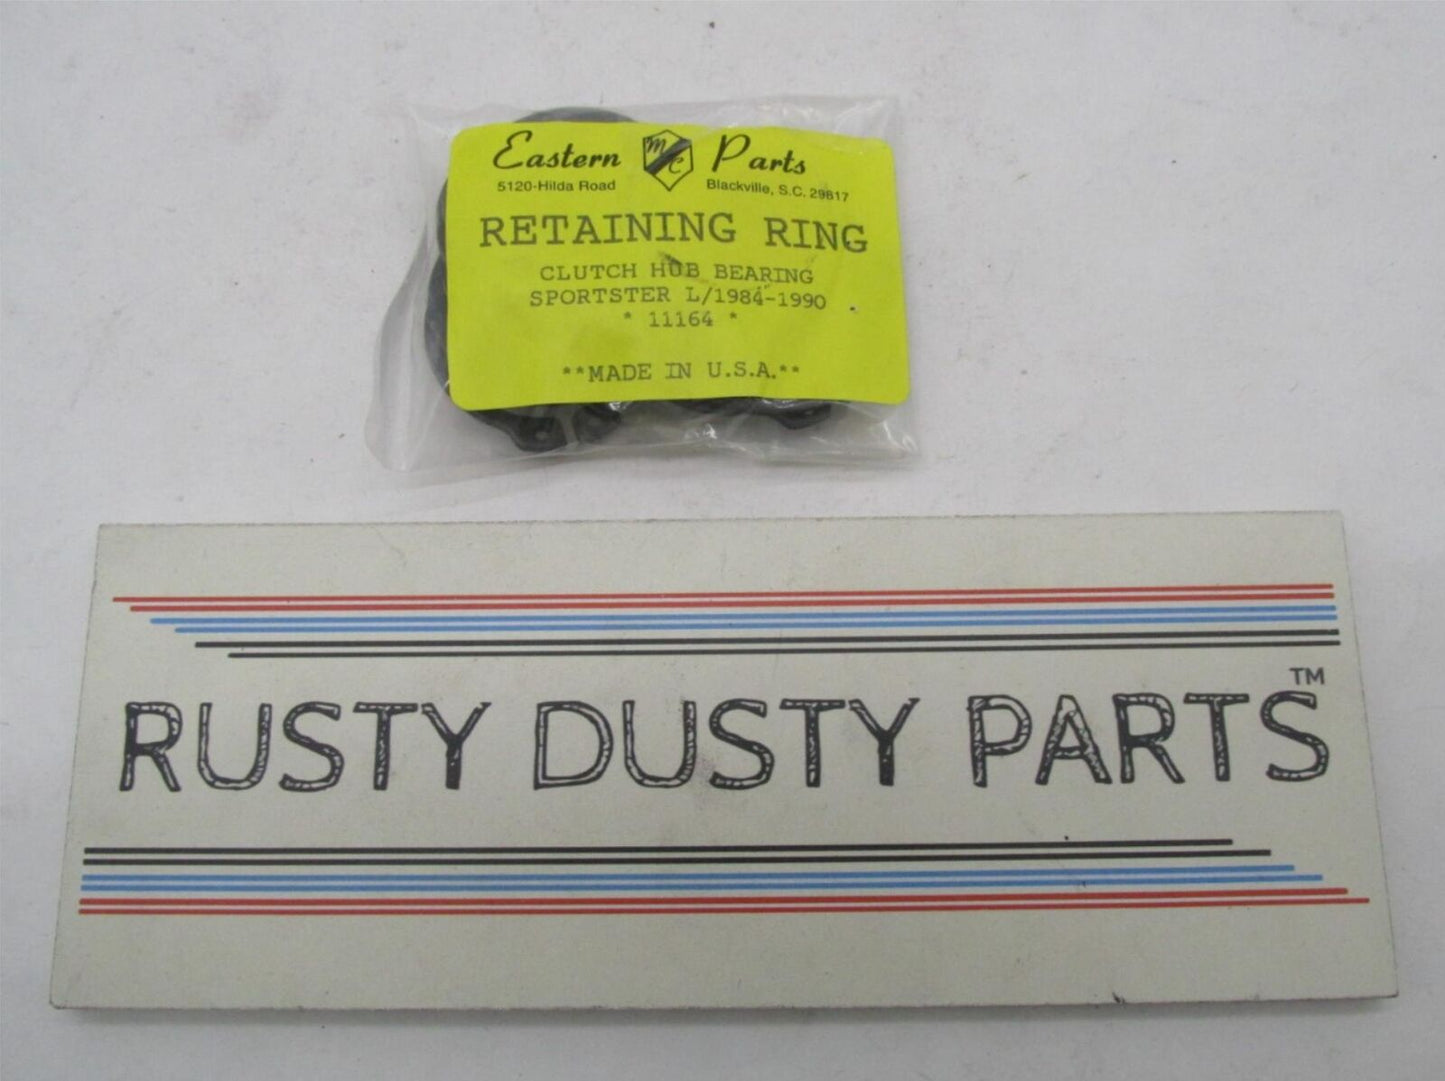 Eastern MC Parts
5120-Hilda Road Blackville, S.C. 29817
RETAINING RING
CLUTCH HUB BEARING
SPORTSTER L/1984-1990
* 11164 *
**MADE IN U.S.A.**
RUSTY DUSTY PARTS™